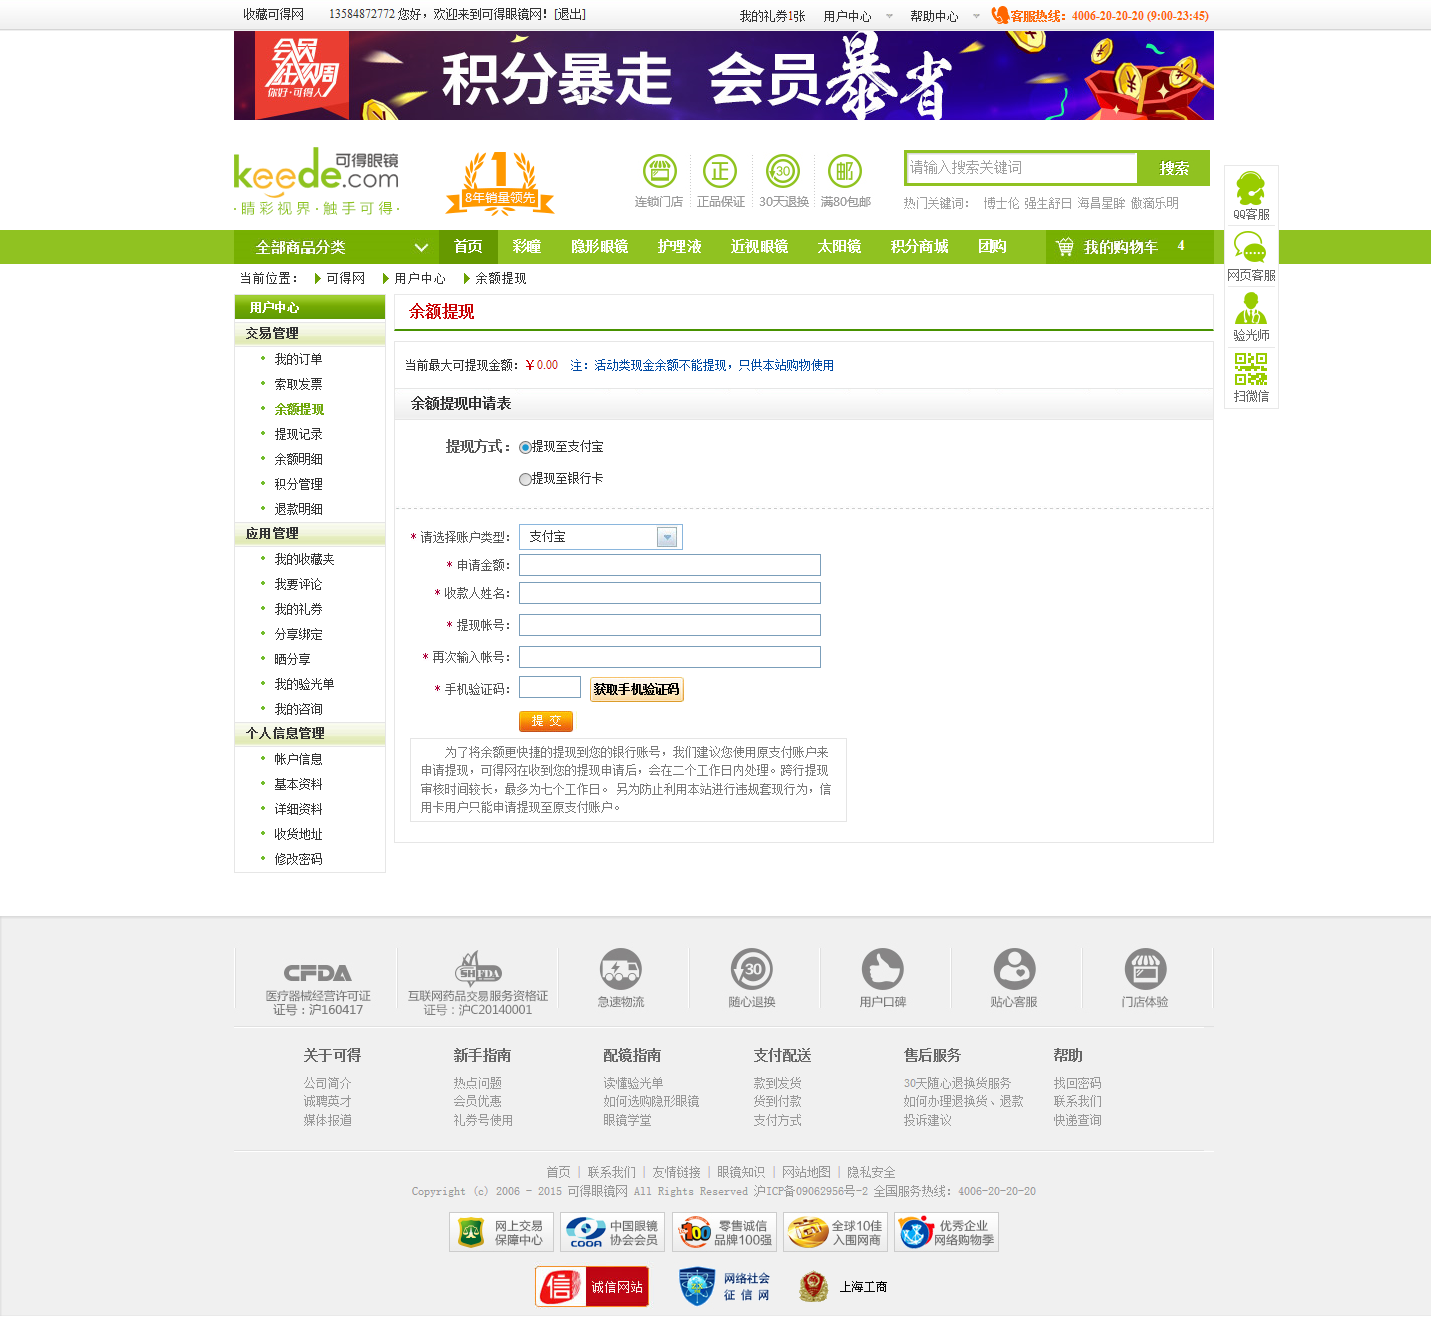 收藏可得网 13584872772 您好，欢迎来到可得眼镜网！[退出] 我的礼券1张 用户中心 帮助中心 客服热线：4006-20-20-20 (9:00-23:45)
会员狂欢周
你好·可得人
积分暴走 会员暴省
keede.com 可得眼镜
·睛彩视界·触手可得·
1
8年销量领先
连锁门店 正 正品保证 30 30天退换 邮 满80包邮
请输入搜索关键词 搜索
热门关键词： 博士伦 强生舒日 海昌星眸 傲滴乐明
全部商品分类 首页 彩瞳 隐形眼镜 护理液 近视眼镜 太阳镜 积分商城 团购 我的购物车 4
QQ客服
网页客服
验光师
扫微信
当前位置： 可得网 用户中心 余额提现
用户中心
交易管理
我的订单
索取发票
余额提现
提现记录
余额明细
积分管理
退款明细
应用管理
我的收藏夹
我要评论
我的礼券
分享绑定
晒分享
我的验光单
我的咨询
个人信息管理
帐户信息
基本资料
详细资料
收货地址
修改密码
余额提现
当前最大可提现金额：￥0.00 注：活动类现金余额不能提现，只供本站购物使用
余额提现申请表
提现方式： 提现至支付宝
提现至银行卡
* 请选择账户类型： 支付宝
* 申请金额：
* 收款人姓名：
* 提现帐号：
* 再次输入帐号：
* 手机验证码： 获取手机验证码
提 交
为了将余额更快捷的提现到您的银行账号，我们建议您使用原支付账户来
申请提现，可得网在收到您的提现申请后，会在二个工作日内处理。跨行提现
审核时间较长，最多为七个工作日。 另为防止利用本站进行违规套现行为，信
用卡用户只能申请提现至原支付账户。
CFDA
医疗器械经营许可证
证号：沪160417
SHFDA
互联网药品交易服务资格证
证号：沪C20140001
急速物流
30
随心退换
用户口碑
贴心客服
门店体验
关于可得 新手指南 配镜指南 支付配送 售后服务 帮助
公司简介 热点问题 读懂验光单 款到发货 30天随心退换货服务 找回密码
诚聘英才 会员优惠 如何选购隐形眼镜 货到付款 如何办理退换货、退款 联系我们
媒体报道 礼券号使用 眼镜学堂 支付方式 投诉建议 快递查询
首页 | 联系我们 | 友情链接 | 眼镜知识 | 网站地图 | 隐私安全
Copyright (c) 2006 - 2015 可得眼镜网 All Rights Reserved 沪ICP备09062956号-2 全国服务热线：4006-20-20-20
网上交易
保障中心
COOA
中国眼镜
协会会员
100
零售诚信
品牌100强
全球10佳
入围网商
优秀企业
网络购物季
信 诚信网站
网络社会
征信网
上海工商